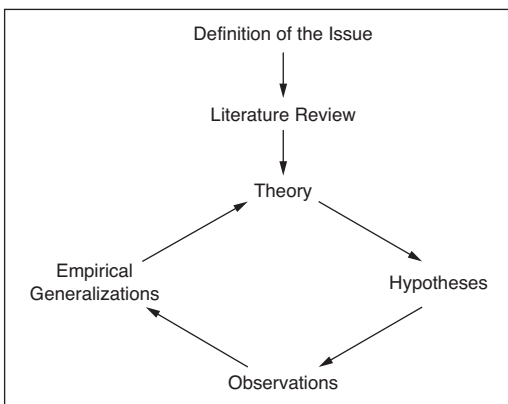 Definition of the Issue
Literature Review
Theory
Empirical
Generalizations
Hypotheses
Observations